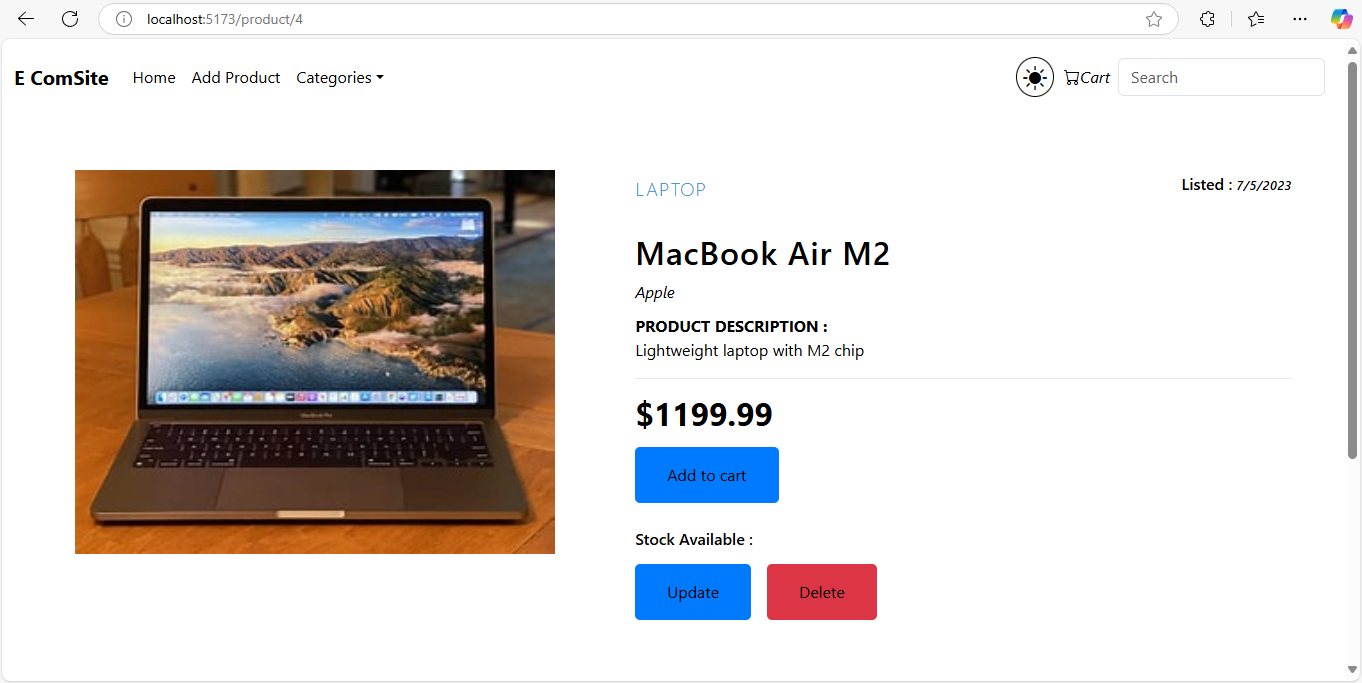 localhost:5173/product/4
E ComSite Home Add Product Categories Cart Search
LAPTOP
Listed : 7/5/2023
MacBook Air M2
Apple
PRODUCT DESCRIPTION :
Lightweight laptop with M2 chip
$1199.99
Add to cart
Stock Available :
Update Delete